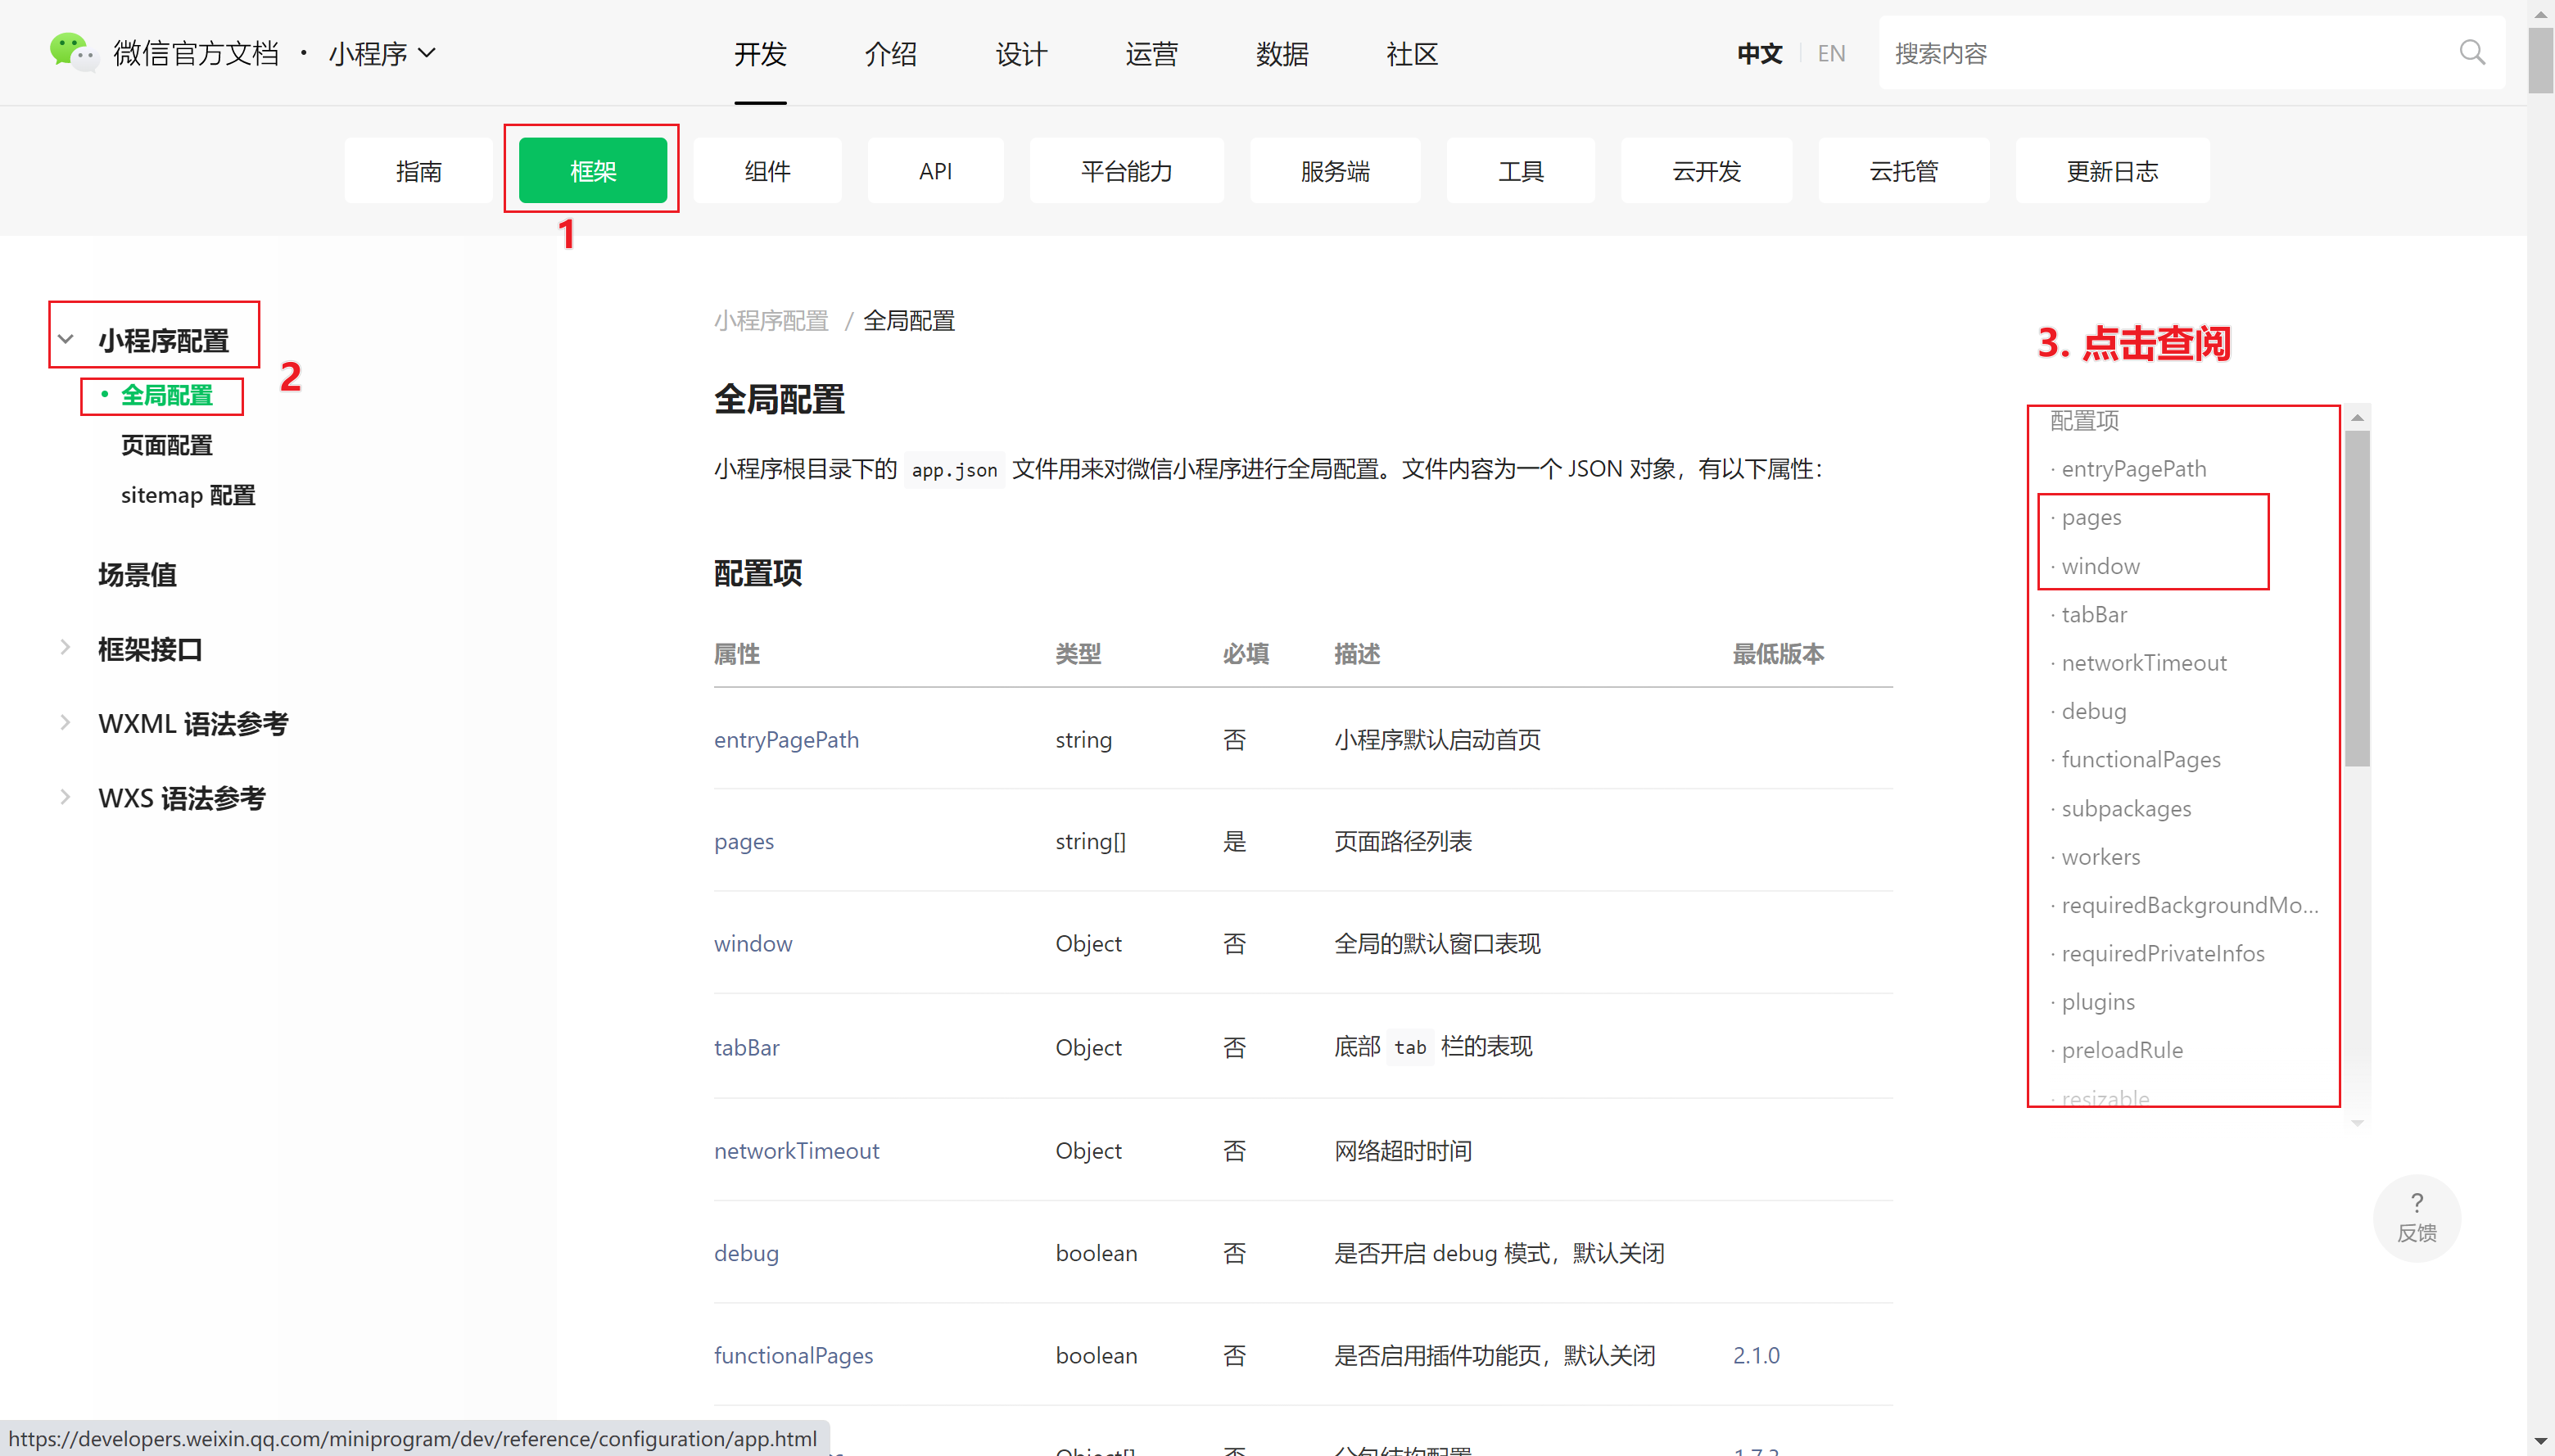 微信官方文档 · 小程序
开发 介绍 设计 运营 数据 社区
中文 EN
搜索内容
指南 框架 组件 API 平台能力 服务端 工具 云开发 云托管 更新日志
1
小程序配置
2
· 全局配置
页面配置
sitemap 配置
场景值
框架接口
WXML 语法参考
WXS 语法参考
小程序配置 / 全局配置
全局配置
小程序根目录下的 app.json 文件用来对微信小程序进行全局配置。文件内容为一个 JSON 对象，有以下属性：
配置项
属性 类型 必填 描述 最低版本
entryPagePath string 否 小程序默认启动首页
pages string[] 是 页面路径列表
window Object 否 全局的默认窗口表现
tabBar Object 否 底部 tab 栏的表现
networkTimeout Object 否 网络超时时间
debug boolean 否 是否开启 debug 模式，默认关闭
functionalPages boolean 否 是否启用插件功能页，默认关闭 2.1.0
Object[] 否 分包结构配置 1.7.3
3. 点击查阅
配置项
· entryPagePath
· pages
· window
· tabBar
· networkTimeout
· debug
· functionalPages
· subpackages
· workers
· requiredBackgroundMo...
· requiredPrivateInfos
· plugins
· preloadRule
· resizable
?
反馈
https://developers.weixin.qq.com/miniprogram/dev/reference/configuration/app.html